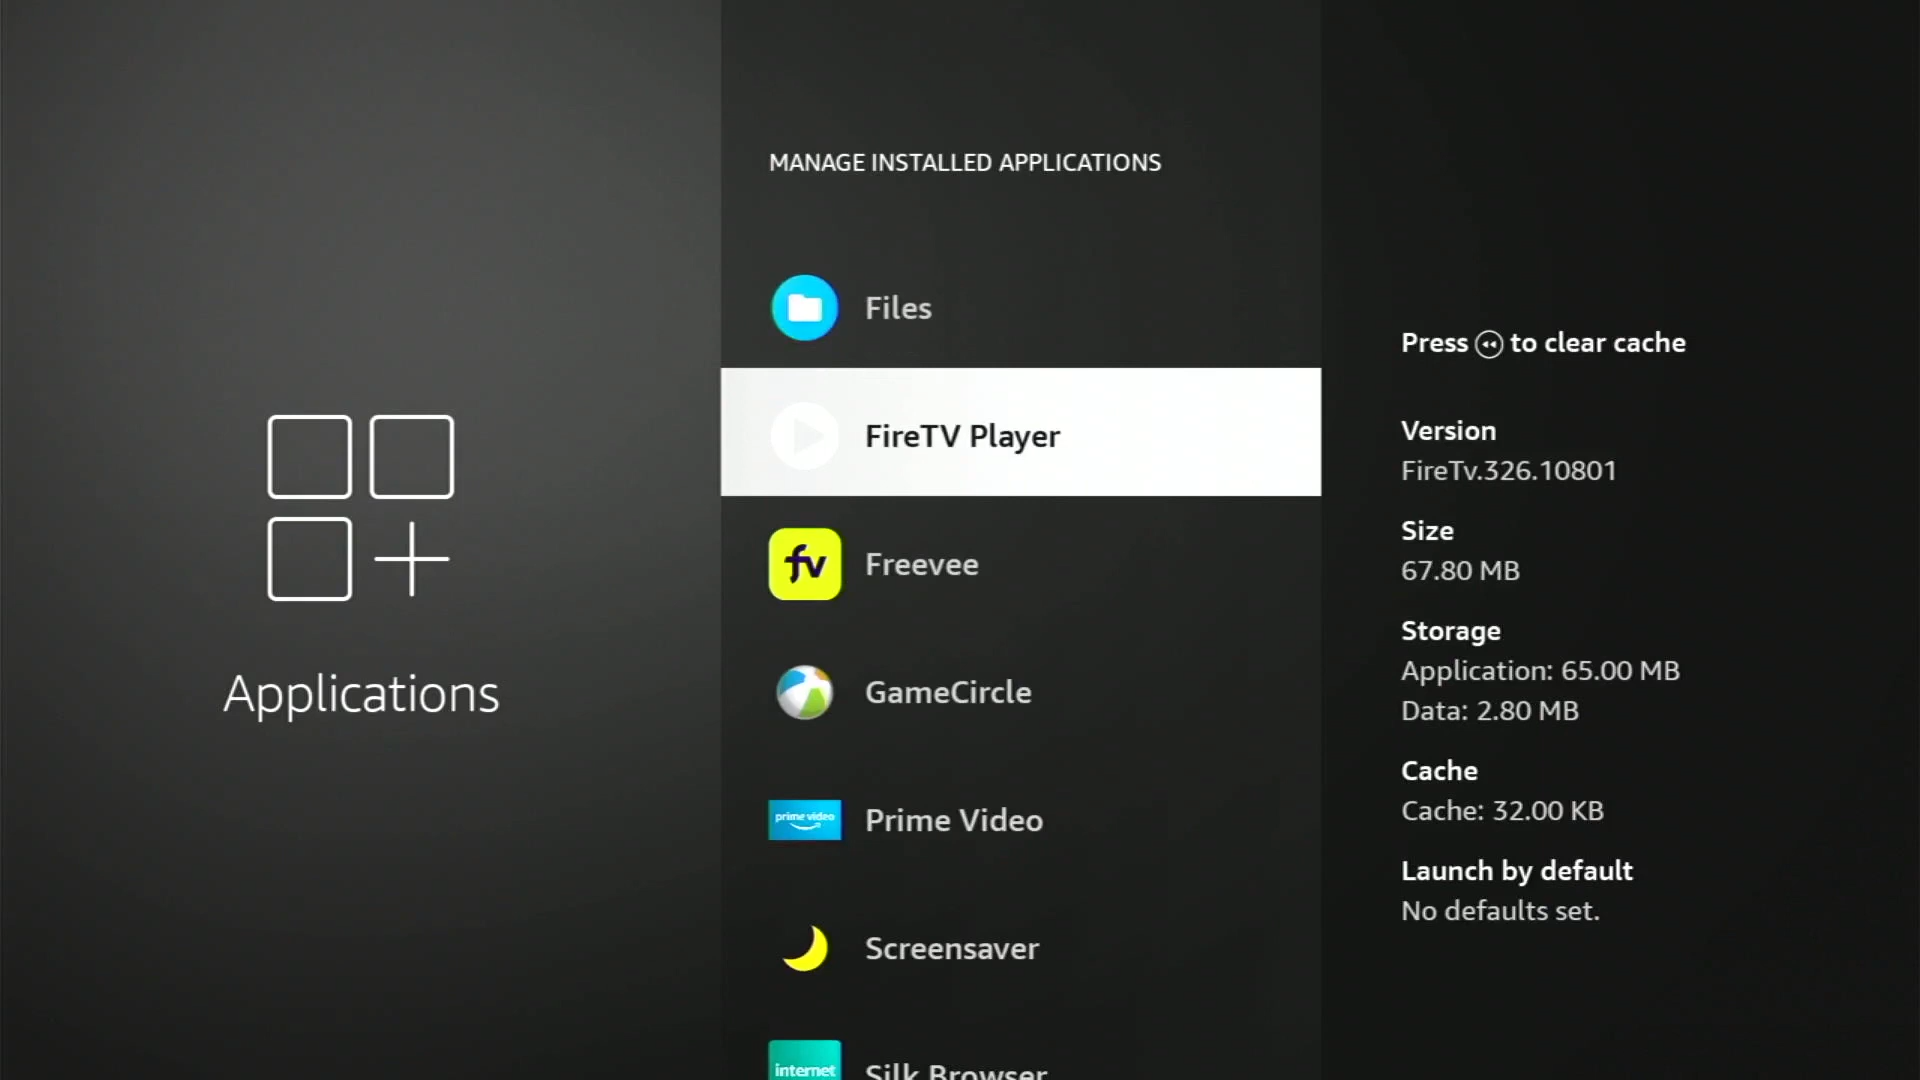 MANAGE INSTALLED APPLICATIONS
Files
FireTV Player
fv
Freevee
GameCircle
prime video
Prime Video
Screensaver
internet
Silk Browser
Applications
Press to clear cache
Version
FireTv.326.10801
Size
67.80 MB
Storage
Application: 65.00 MB
Data: 2.80 MB
Cache
Cache: 32.00 KB
Launch by default
No defaults set.